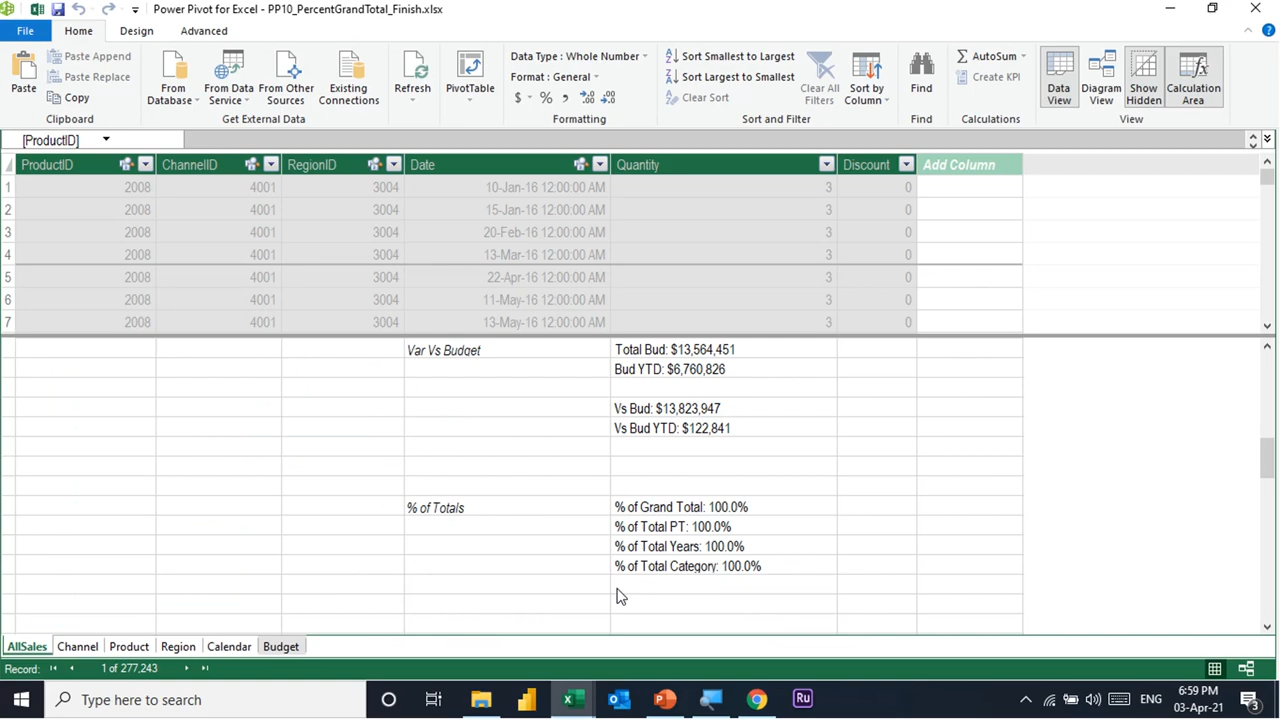 Power Pivot for Excel - PP10_PercentGrandTotal_Finish.xlsx
File Home Design Advanced
Paste
Paste Append
Paste Replace
Copy
Clipboard
From Database
From Data Service
From Other Sources
Existing Connections
Get External Data
Refresh
PivotTable
Data Type : Whole Number
Format : General
$ % ,
Formatting
Sort Smallest to Largest
Sort Largest to Smallest
Clear Sort
Clear All Filters
Sort by Column
Sort and Filter
Find
Find
AutoSum
Create KPI
Calculations
Data View
Diagram View
Show Hidden
Calculation Area
View
[ProductID]
ProductID ChannelID RegionID Date Quantity Discount Add Column
1 2008 4001 3004 10-Jan-16 12:00:00 AM 3 0
2 2008 4001 3004 15-Jan-16 12:00:00 AM 3 0
3 2008 4001 3004 20-Feb-16 12:00:00 AM 3 0
4 2008 4001 3004 13-Mar-16 12:00:00 AM 3 0
5 2008 4001 3004 22-Apr-16 12:00:00 AM 3 0
6 2008 4001 3004 11-May-16 12:00:00 AM 3 0
7 2008 4001 3004 13-May-16 12:00:00 AM 3 0
Var Vs Budget Total Bud: $13,564,451
Bud YTD: $6,760,826
Vs Bud: $13,823,947
Vs Bud YTD: $122,841
% of Totals % of Grand Total: 100.0%
% of Total PT: 100.0%
% of Total Years: 100.0%
% of Total Category: 100.0%
AllSales Channel Product Region Calendar Budget
Record: 1 of 277,243
Type here to search
Ru
ENG
6:59 PM
03-Apr-21
3